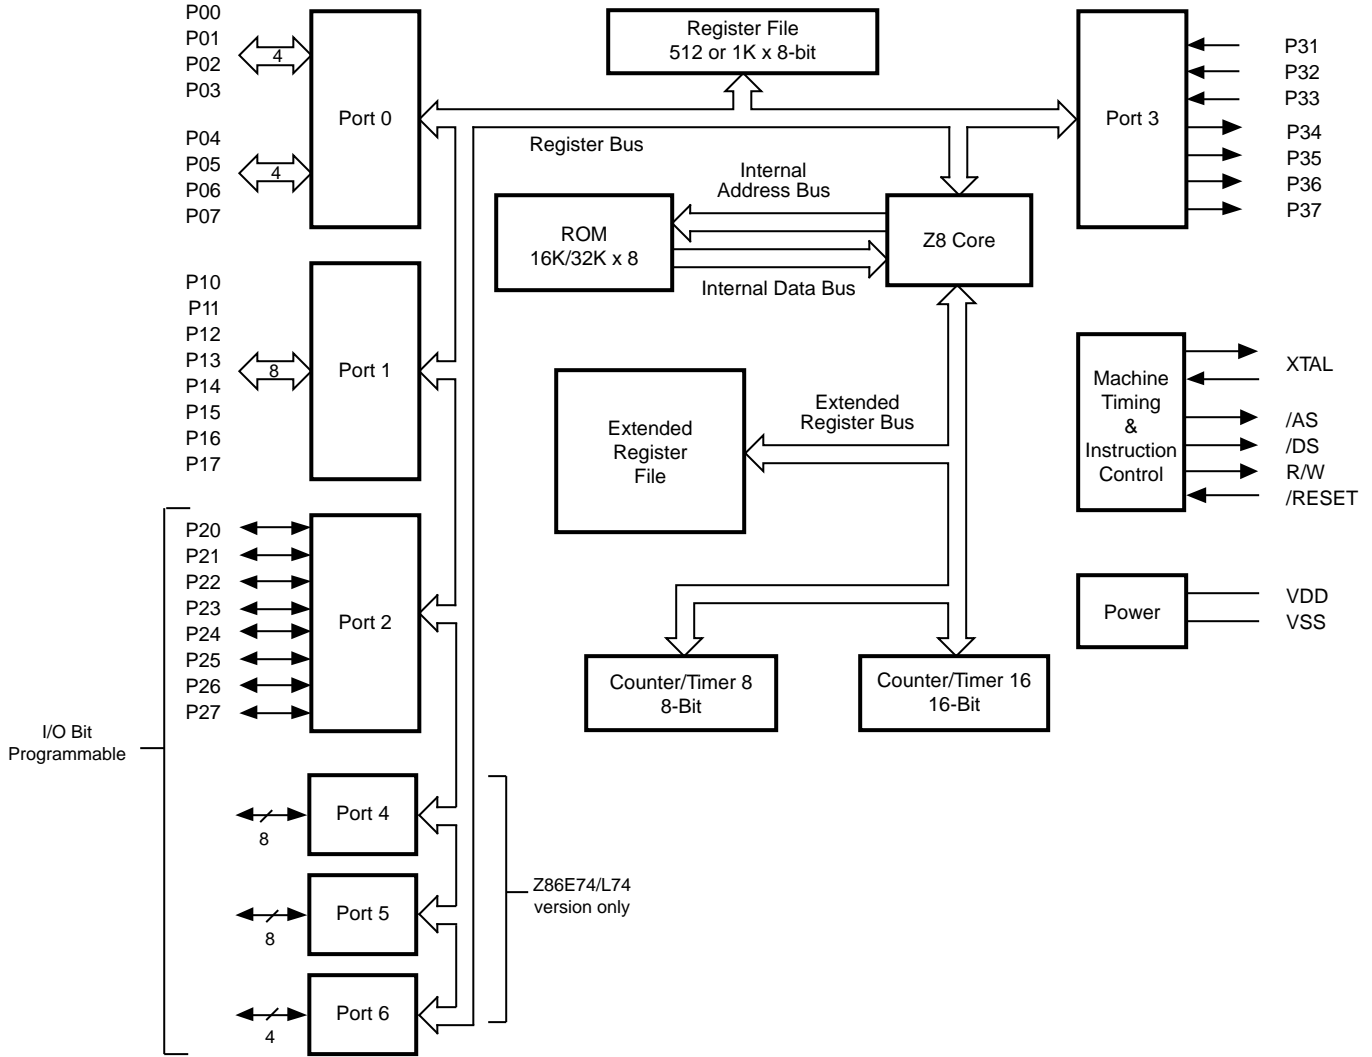 P00
P01
P02
P03
4
P04
P05
P06
P07
4
Port 0
Register File
512 or 1K x 8-bit
Register Bus
Port 3
P31
P32
P33
P34
P35
P36
P37
Internal
Address Bus
ROM
16K/32K x 8
Z8 Core
Internal Data Bus
P10
P11
P12
P13
P14
P15
P16
P17
8
Port 1
Extended
Register File
Extended
Register Bus
Machine
Timing
&
Instruction
Control
XTAL
/AS
/DS
R/W
/RESET
P20
P21
P22
P23
P24
P25
P26
P27
Port 2
Power
VDD
VSS
Counter/Timer 8
8-Bit
Counter/Timer 16
16-Bit
I/O Bit
Programmable
Port 4
8
Port 5
8
Port 6
4
Z86E74/L74
version only